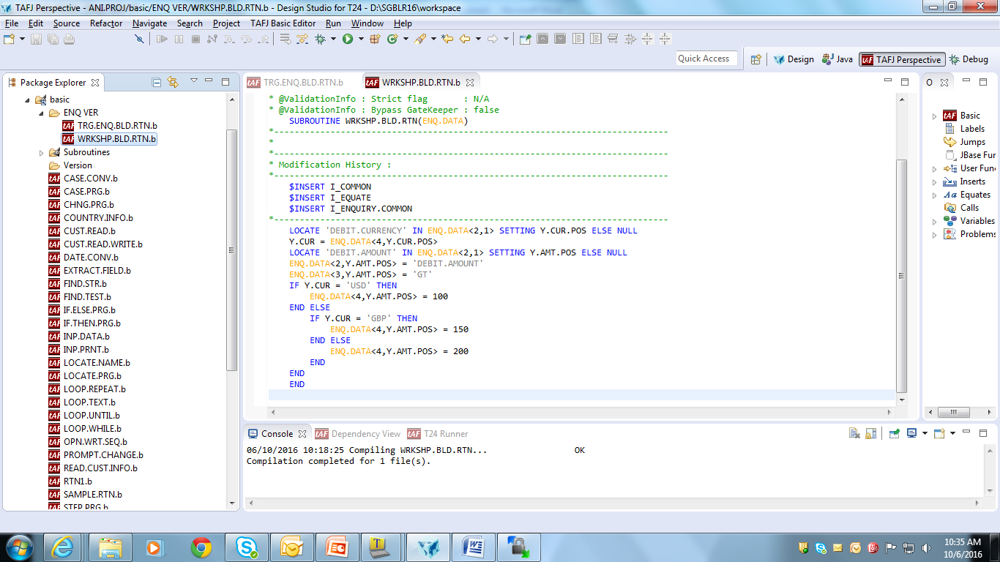 TAFJ Perspective - ANI.PROJ/basic/ENQ VER/WRKSHP.BLD.RTN.b - Design Studio for T24 - D:\SGBLR16\workspace
File Edit Source Refactor Navigate Search Project TAFJ Basic Editor Run Window Help
Quick Access
Design Java TAFJ Perspective Debug
Package Explorer
basic
ENQ VER
TRG.ENQ.BLD.RTN.b
WRKSHP.BLD.RTN.b
Subroutines
Version
CASE.CONV.b
CASE.PRG.b
CHNG.PRG.b
COUNTRY.INFO.b
CUST.READ.b
CUST.READ.WRITE.b
DATE.CONV.b
EXTRACT.FIELD.b
FIND.STR.b
FIND.TEST.b
IF.ELSE.PRG.b
IF.THEN.PRG.b
INP.DATA.b
INP.PRNT.b
LOCATE.NAME.b
LOCATE.PRG.b
LOOP.REPEAT.b
LOOP.TEXT.b
LOOP.UNTIL.b
LOOP.WHILE.b
OPN.WRT.SEQ.b
PROMPT.CHANGE.b
READ.CUST.INFO.b
RTN1.b
SAMPLE.RTN.b
STEP.PRG.b
TRG.ENQ.BLD.RTN.b WRKSHP.BLD.RTN.b
* @ValidationInfo : Strict flag       : N/A
* @ValidationInfo : Bypass GateKeeper : false
    SUBROUTINE WRKSHP.BLD.RTN(ENQ.DATA)
*-----------------------------------------------------------------------------
*
*-----------------------------------------------------------------------------
* Modification History :
*-----------------------------------------------------------------------------
    $INSERT I_COMMON
    $INSERT I_EQUATE
    $INSERT I_ENQUIRY.COMMON
*-----------------------------------------------------------------------------
    LOCATE 'DEBIT.CURRENCY' IN ENQ.DATA<2,1> SETTING Y.CUR.POS ELSE NULL
    Y.CUR = ENQ.DATA<4,Y.CUR.POS>
    LOCATE 'DEBIT.AMOUNT' IN ENQ.DATA<2,1> SETTING Y.AMT.POS ELSE NULL
    ENQ.DATA<2,Y.AMT.POS> = 'DEBIT.AMOUNT'
    ENQ.DATA<3,Y.AMT.POS> = 'GT'
    IF Y.CUR = 'USD' THEN
        ENQ.DATA<4,Y.AMT.POS> = 100
    END ELSE
        IF Y.CUR = 'GBP' THEN
            ENQ.DATA<4,Y.AMT.POS> = 150
        END ELSE
            ENQ.DATA<4,Y.AMT.POS> = 200
        END
    END
    END
O
Basic
Labels
Jumps
JBase Fur
User Func
Inserts
Equates
Calls
Variables
Problems
Console Dependency View T24 Runner
06/10/2016 10:18:25 Compiling WRKSHP.BLD.RTN...                 OK
Compilation completed for 1 file(s).
10:35 AM
10/6/2016